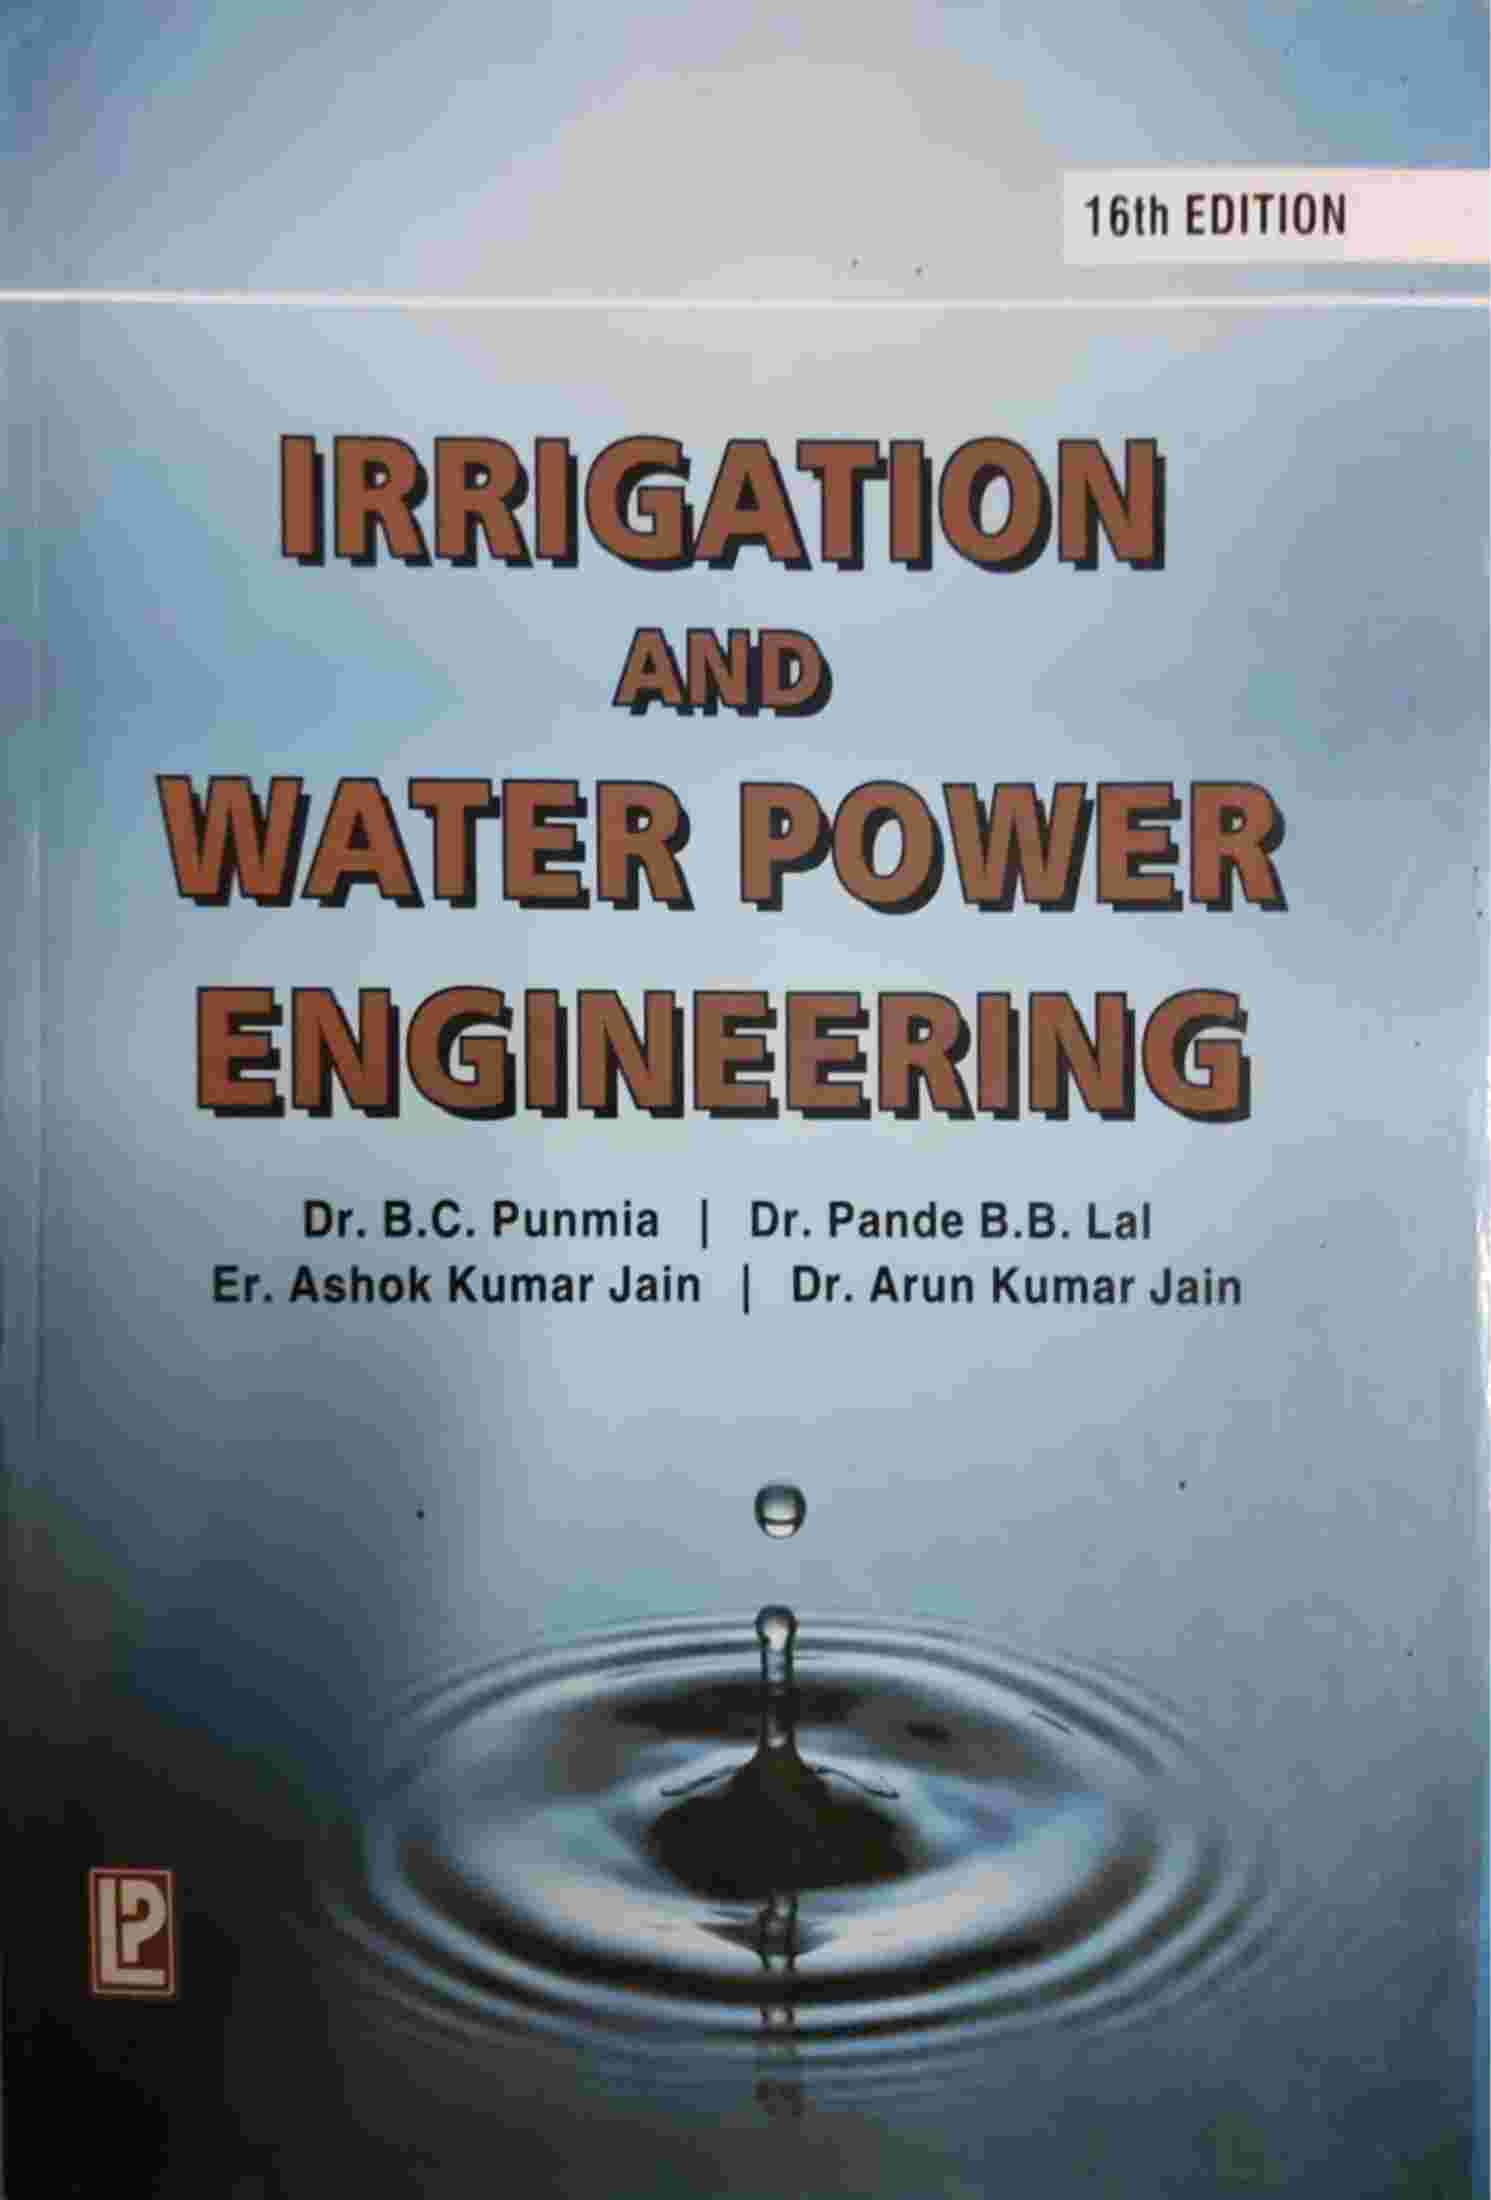 16th EDITION
IRRIGATION
AND
WATER POWER
ENGINEERING
Dr. B.C. Punmia | Dr. Pande B.B. Lal
Er. Ashok Kumar Jain | Dr. Arun Kumar Jain
LP